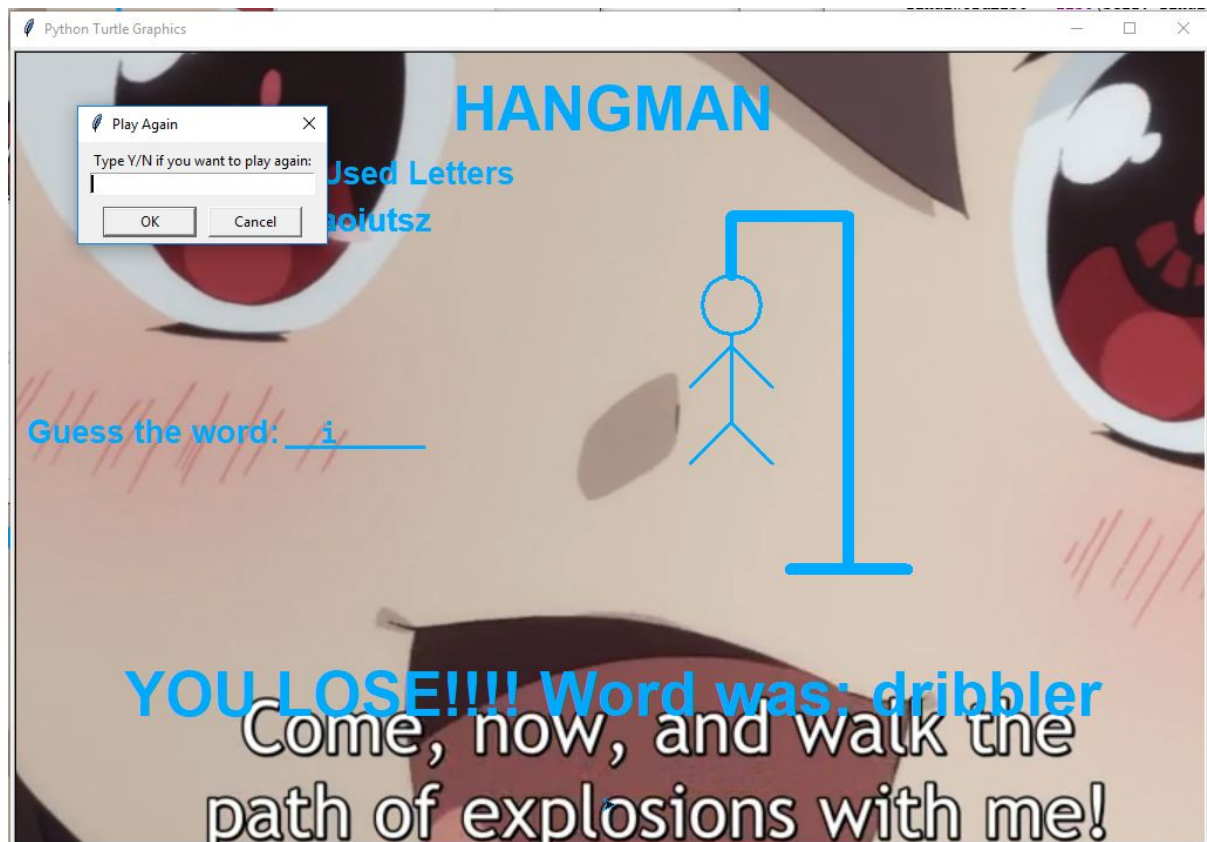 Python Turtle Graphics
HANGMAN
Play Again
Type Y/N if you want to play again:
OK
Cancel
Used Letters
aoiutsz
Guess the word: __i_____
YOU LOSE!!!! Word was: dribbler
Come, now, and walk the
path of explosions with me!